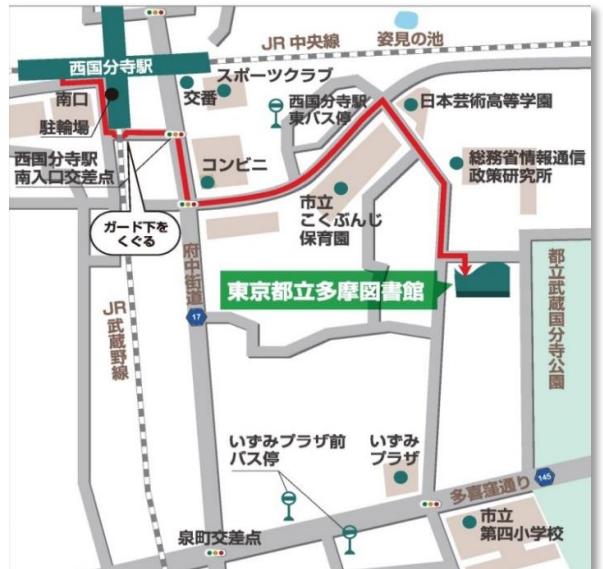 JR 中央線
姿見の池
西国分寺駅
スポーツクラブ
南口
交番
西国分寺駅
東バス停
日本芸術高等学園
駐輪場
西国分寺駅
南入口交差点
コンビニ
総務省情報通信
政策研究所
市立
こくぶんじ
保育園
ガード下を
くぐる
府中街道
17
東京都立多摩図書館
都立武蔵国分寺公園
JR武蔵野線
いずみプラザ前
バス停
いずみ
プラザ
多喜窪通り
145
泉町交差点
市立
第四小学校